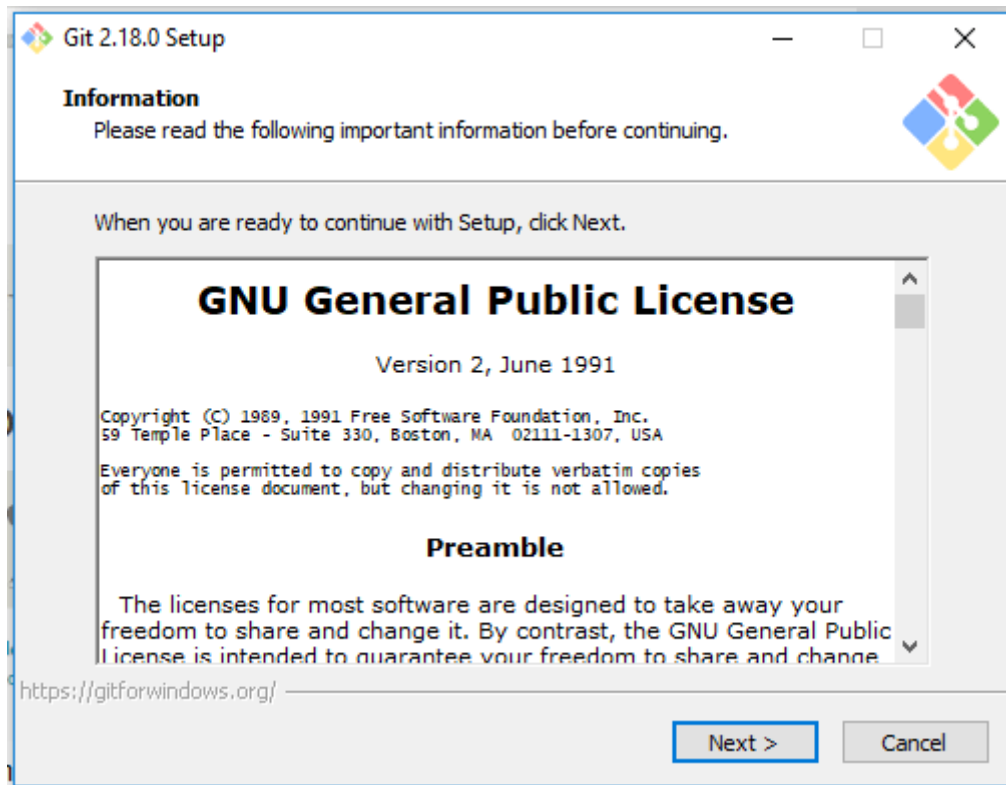 Git 2.18.0 Setup
Information
Please read the following important information before continuing.
When you are ready to continue with Setup, click Next.
GNU General Public License
Version 2, June 1991
Copyright (C) 1989, 1991 Free Software Foundation, Inc.
59 Temple Place - Suite 330, Boston, MA  02111-1307, USA
Everyone is permitted to copy and distribute verbatim copies
of this license document, but changing it is not allowed.
Preamble
The licenses for most software are designed to take away your
freedom to share and change it. By contrast, the GNU General Public
License is intended to guarantee your freedom to share and change
https://gitforwindows.org/
Next >
Cancel